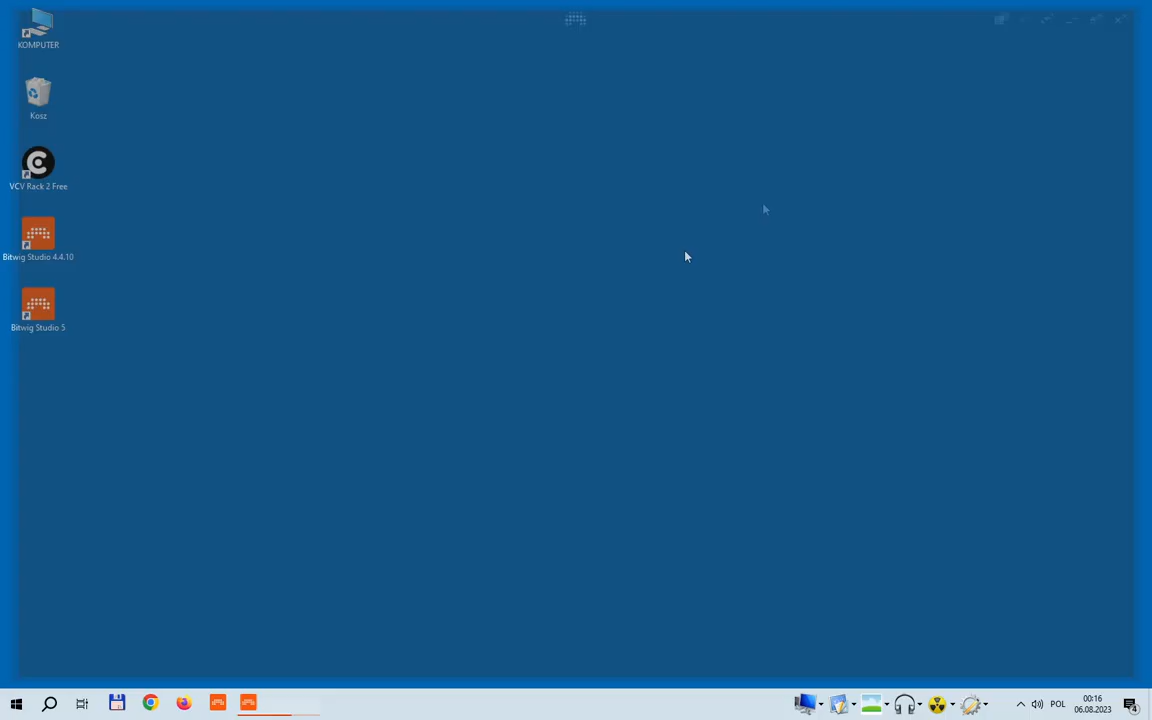 KOMPUTER
Kosz
VCV Rack 2 Free
Bitwig Studio 4.4.10
Bitwig Studio 5
POL
00:16
06.08.2023
4